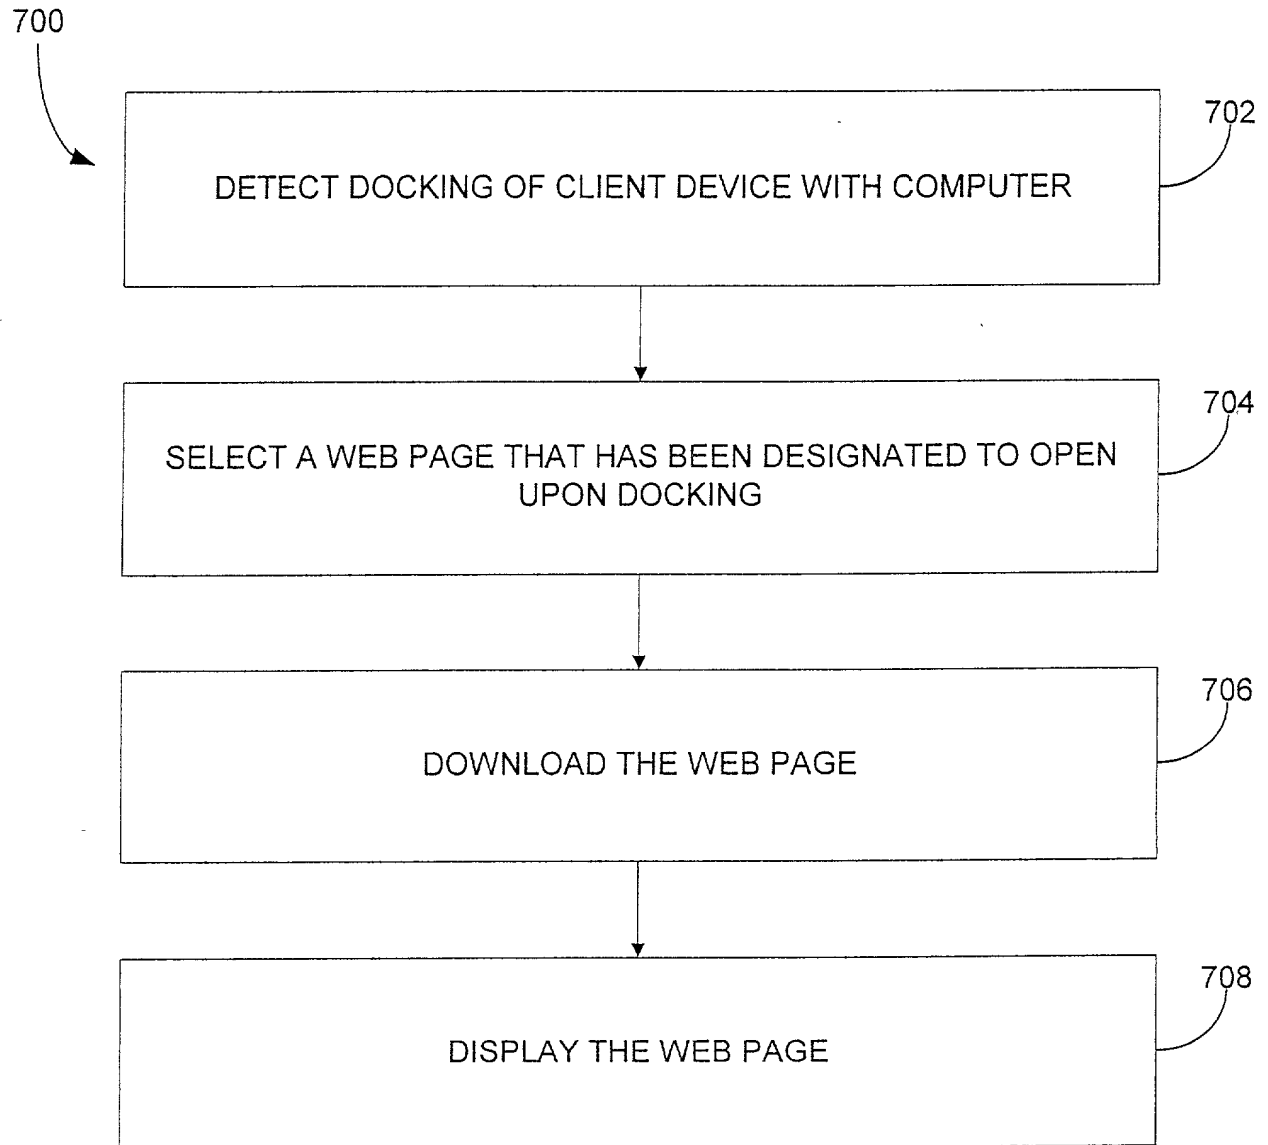 700
702
DETECT DOCKING OF CLIENT DEVICE WITH COMPUTER
704
SELECT A WEB PAGE THAT HAS BEEN DESIGNATED TO OPEN
UPON DOCKING
706
DOWNLOAD THE WEB PAGE
708
DISPLAY THE WEB PAGE